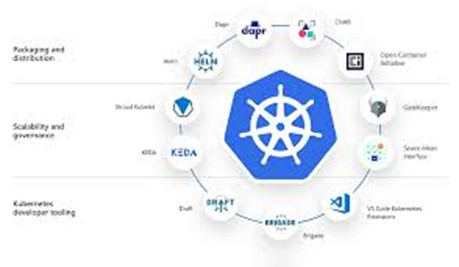 Packaging and
distribution
Dapr
dapr
CNAB
Helm
HELM
Open Container
Initiative
Scalability and
governance
Virtual Kubelet
GateKeeper
KEDA
KEDA
Service Mesh
Interface
Kubernetes
developer tooling
Draft
DRAFT
BRIGADE
Brigade
VS Code Kubernetes
Extensions